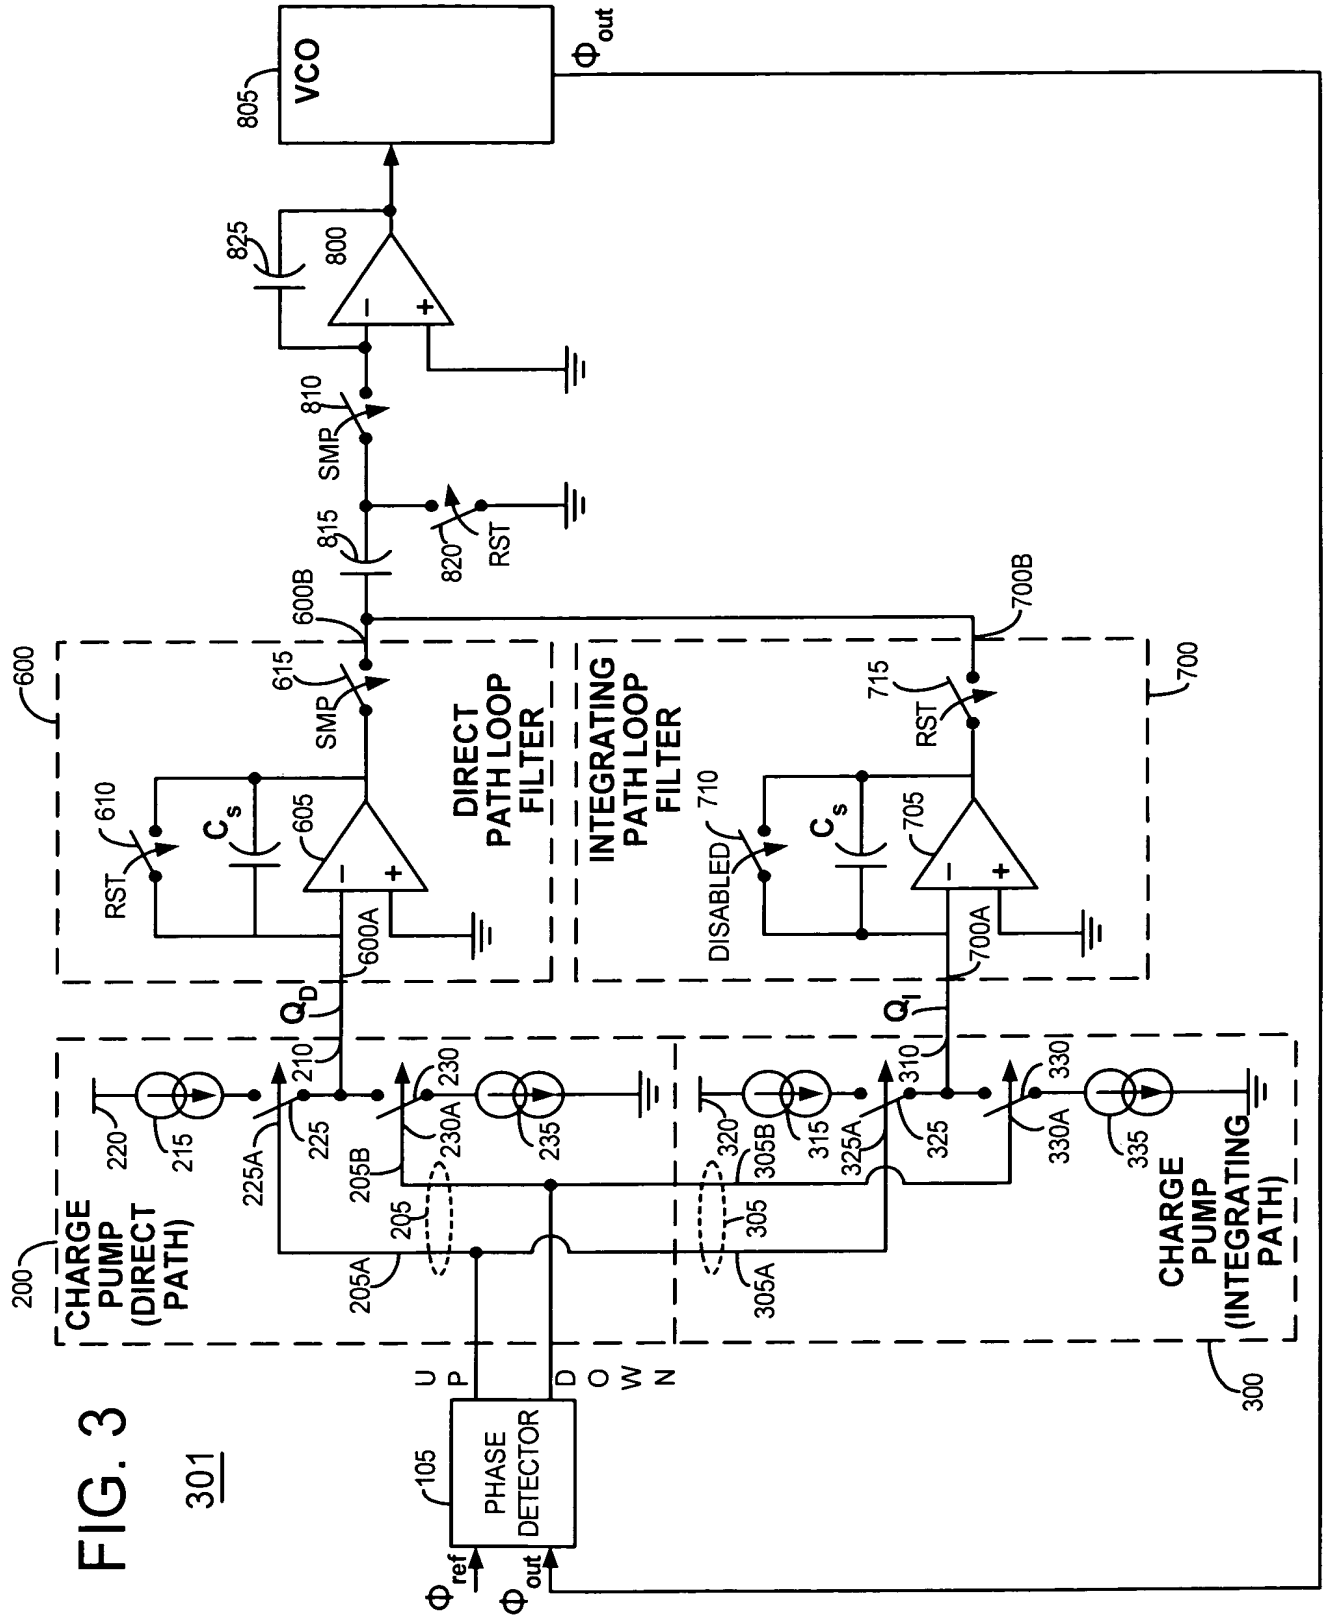 FIG. 3
301
Φref
Φout
105
PHASE
DETECTOR
UP
DOWN
200
CHARGE
PUMP
(DIRECT
PATH)
220
215
225A
225
210
205B
230A
230
235
205
205A
QD
300
CHARGE
PUMP
(INTEGRATING
PATH)
320
315
325A
325
310
305B
330A
330
335
305
305A
QI
600
RST
610
Cs
605
–
+
600A
SMP
615
600B
DIRECT
PATH LOOP
FILTER
INTEGRATING
PATH LOOP
FILTER
700
DISABLED
710
Cs
705
–
+
700A
RST
715
700B
815
820
RST
SMP
810
825
800
–
+
805
VCO
Φout